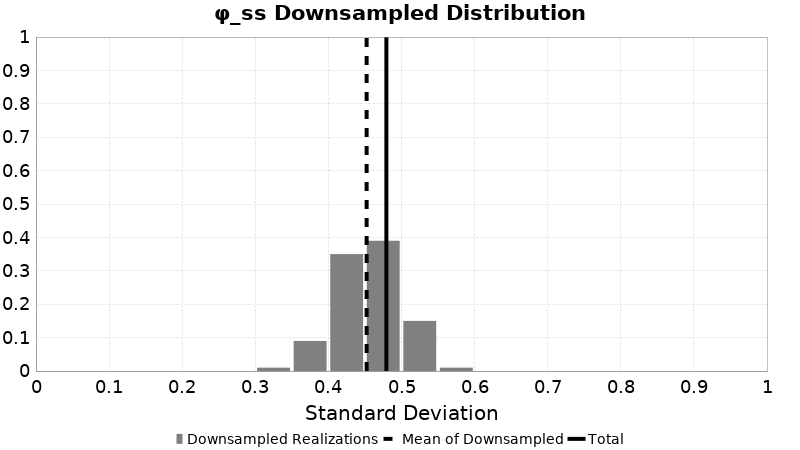 φ_ss Downsampled Distribution
1
0.9
0.8
0.7
0.6
0.5
0.4
0.3
0.2
0.1
0
0 0.1 0.2 0.3 0.4 0.5 0.6 0.7 0.8 0.9 1
Standard Deviation
Downsampled Realizations Mean of Downsampled Total